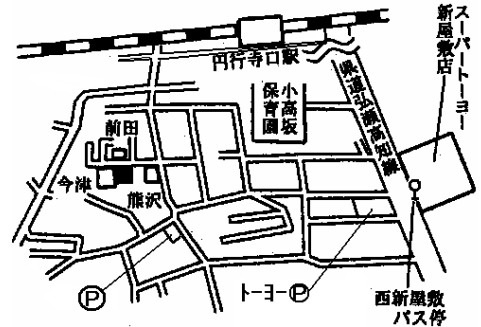 円行寺口駅
スーパートーヨー
新屋敷店
県道弘瀬高知線
小高坂
保育園
前田
今津
熊沢
Ⓟ
トーヨーⓅ
西新屋敷
バス停